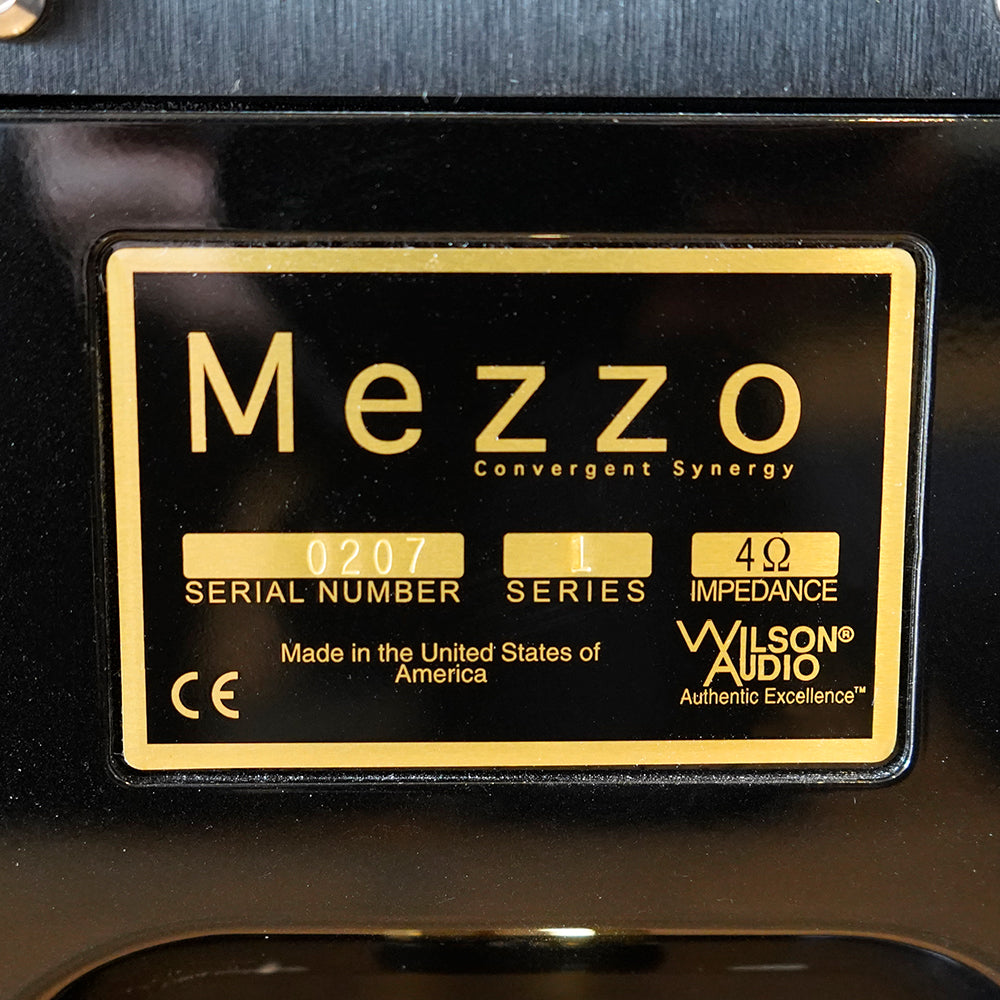 Mezzo
Convergent Synergy
0207 1 4Ω
SERIAL NUMBER SERIES IMPEDANCE
Made in the United States of
America
CE
WILSON®
AUDIO
Authentic Excellence™